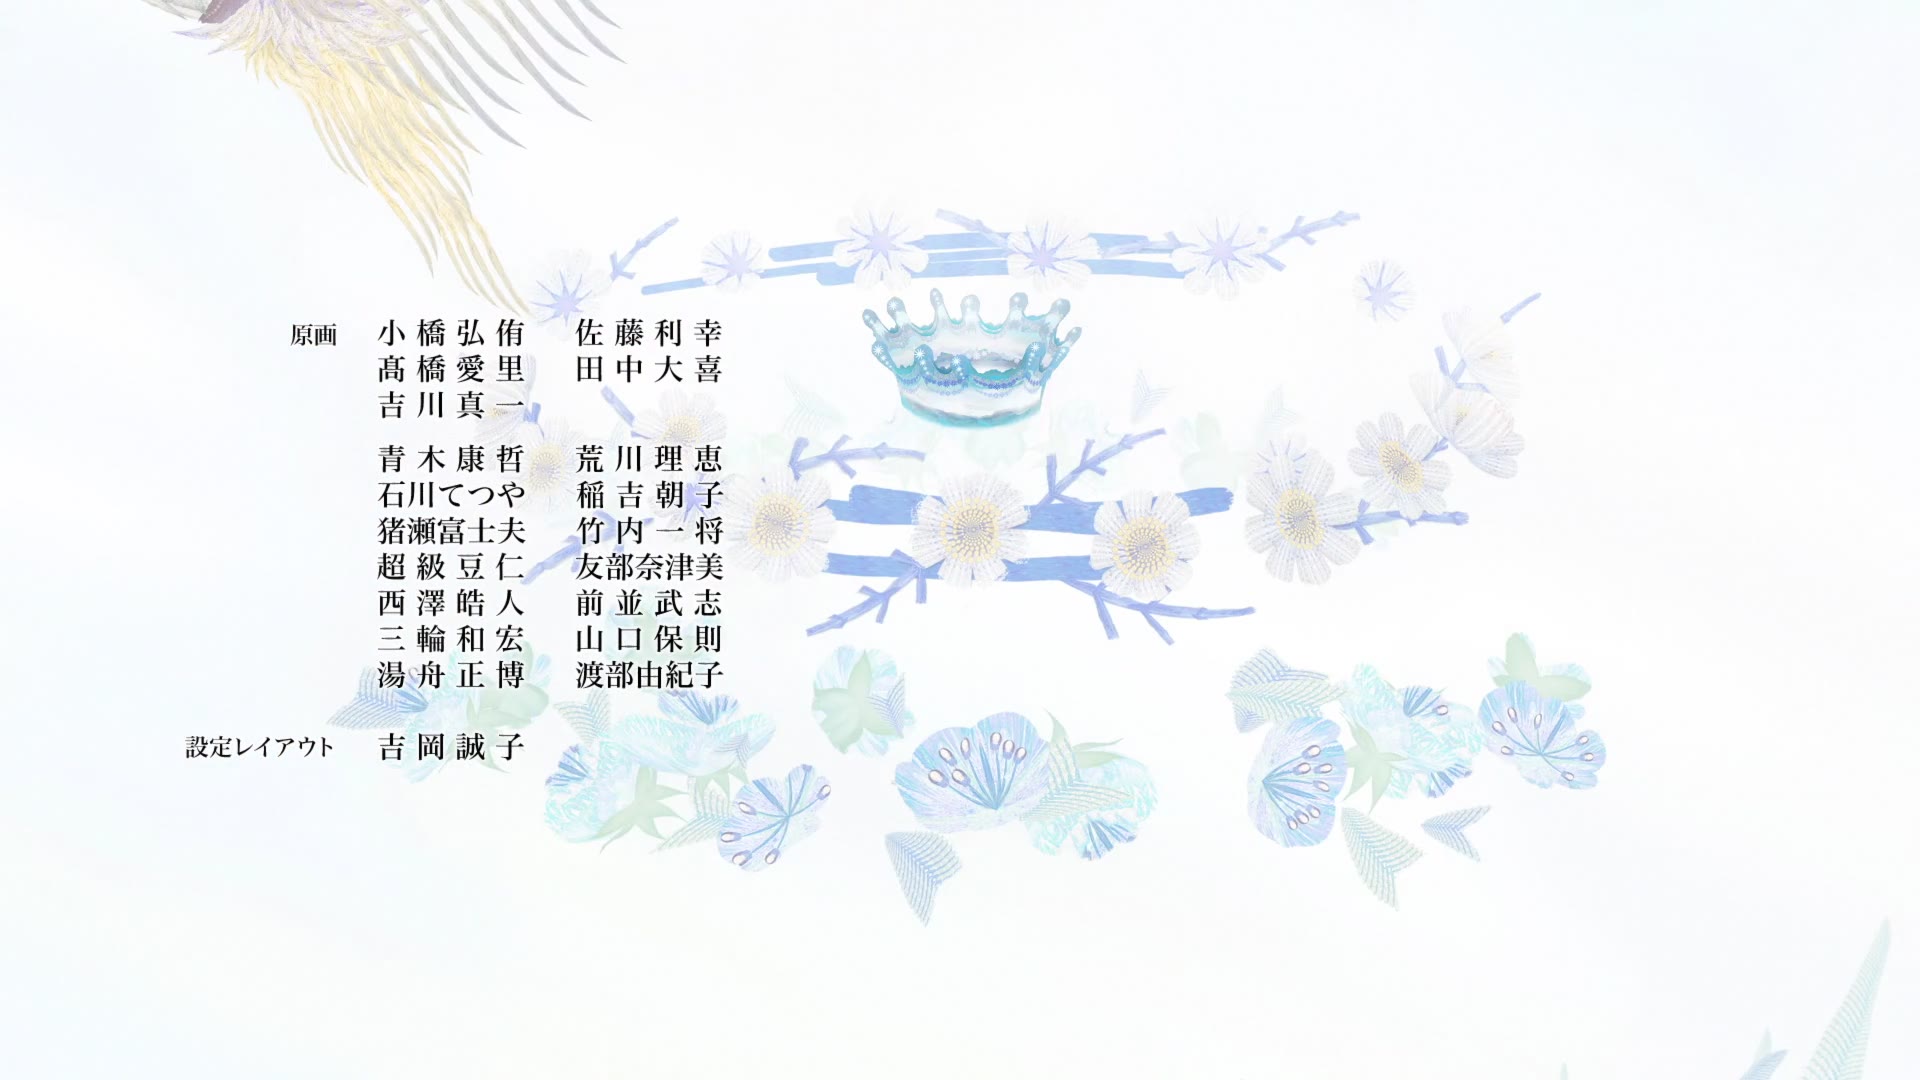 原画 小橋弘侑 佐藤利幸
髙橋愛里 田中大喜
吉川真一
青木康哲 荒川理恵
石川てつや 稲吉朝子
猪瀬富士夫 竹内一将
超級豆仁 友部奈津美
西澤皓人 前並武志
三輪和宏 山口保則
湯舟正博 渡部由紀子
設定レイアウト 吉岡誠子